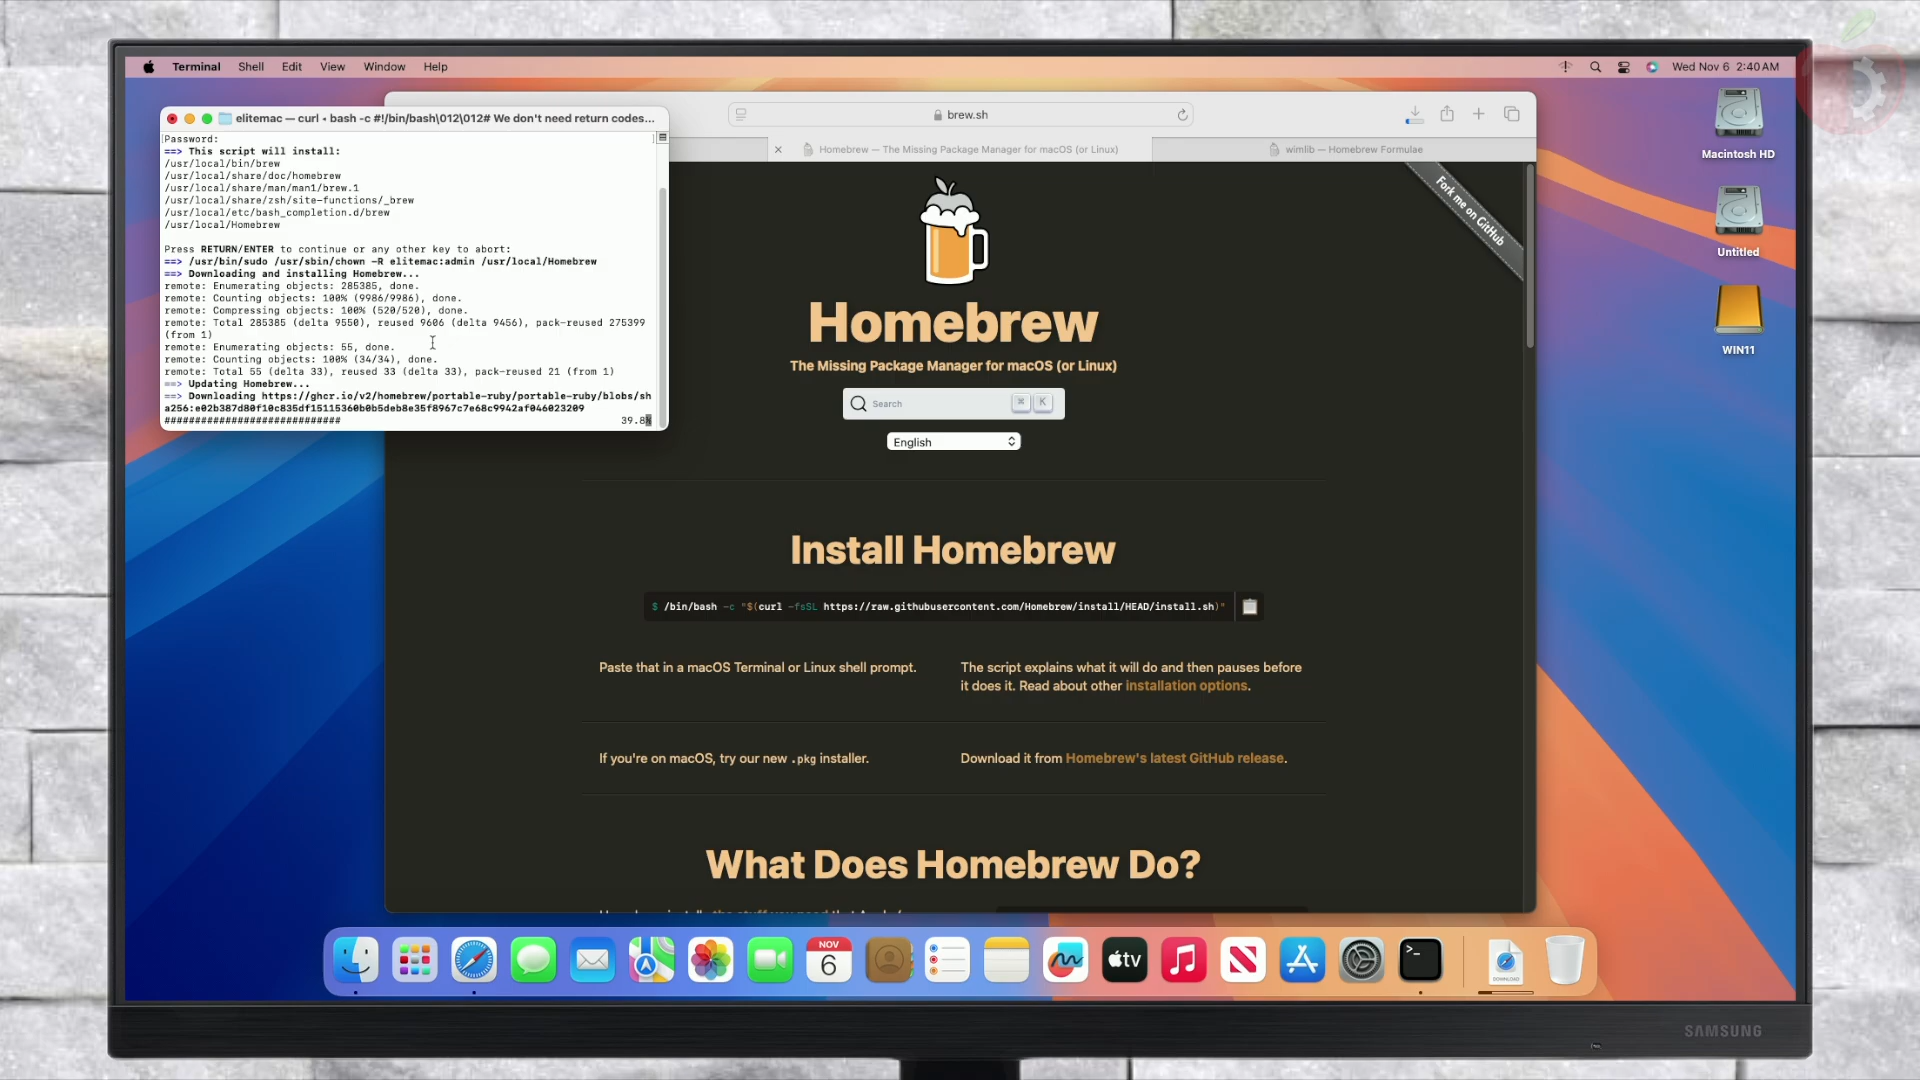 Terminal Shell Edit View Window Help
Wed Nov 6 2:40 AM
elitemac — curl ◂ bash -c #!/bin/bash\012\012# We don't need return codes...
Password:
==> This script will install:
/usr/local/bin/brew
/usr/local/share/doc/homebrew
/usr/local/share/man/man1/brew.1
/usr/local/share/zsh/site-functions/_brew
/usr/local/etc/bash_completion.d/brew
/usr/local/Homebrew
Press RETURN/ENTER to continue or any other key to abort:
==> /usr/bin/sudo /usr/sbin/chown -R elitemac:admin /usr/local/Homebrew
==> Downloading and installing Homebrew...
remote: Enumerating objects: 285385, done.
remote: Counting objects: 100% (9986/9986), done.
remote: Compressing objects: 100% (520/520), done.
remote: Total 285385 (delta 9550), reused 9606 (delta 9456), pack-reused 275399
(from 1)
remote: Enumerating objects: 55, done.
remote: Counting objects: 100% (34/34), done.
remote: Total 55 (delta 33), reused 33 (delta 33), pack-reused 21 (from 1)
==> Updating Homebrew...
==> Downloading https://ghcr.io/v2/homebrew/portable-ruby/portable-ruby/blobs/sh
a256:e02b387d80f10c835df15115360b0b5deb8e35f8967c7e68c9942af046023209
############################# 39.8%
brew.sh
Homebrew — The Missing Package Manager for macOS (or Linux)
wimlib — Homebrew Formulae
Fork me on GitHub
Homebrew
The Missing Package Manager for macOS (or Linux)
Search ⌘ K
English
Install Homebrew
$ /bin/bash -c "$(curl -fsSL https://raw.githubusercontent.com/Homebrew/install/HEAD/install.sh)"
Paste that in a macOS Terminal or Linux shell prompt.
The script explains what it will do and then pauses before
it does it. Read about other installation options.
If you're on macOS, try our new .pkg installer.
Download it from Homebrew's latest GitHub release.
What Does Homebrew Do?
Macintosh HD
Untitled
WIN11
NOV
6
tv
>_
DOWNLOAD
SAMSUNG